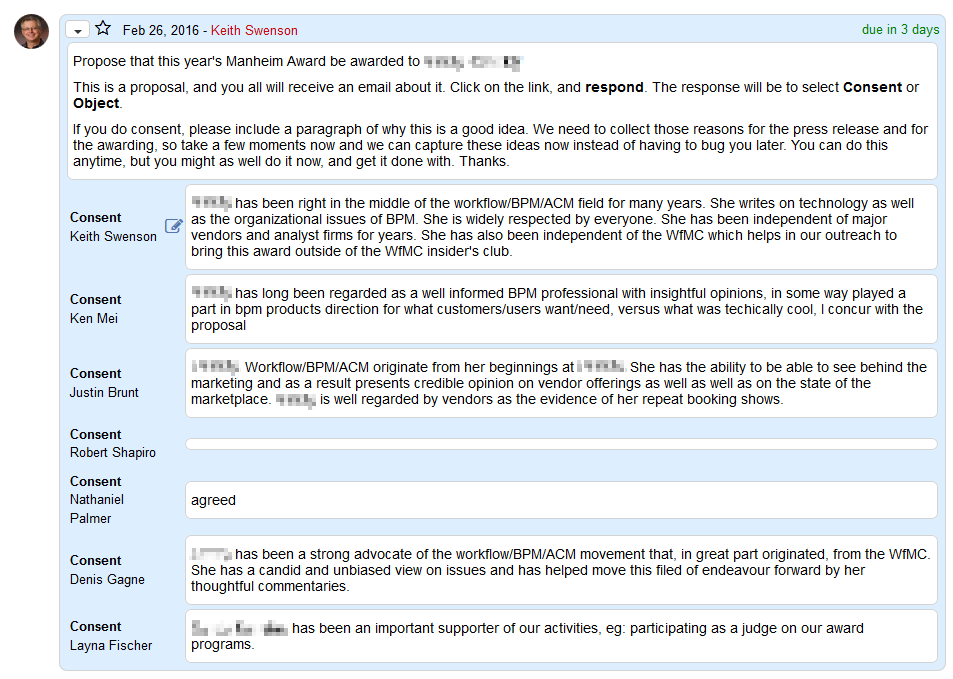 Feb 26, 2016 - Keith Swenson
due in 3 days
Propose that this year's Manheim Award be awarded to
This is a proposal, and you all will receive an email about it. Click on the link, and respond. The response will be to select Consent or
Object.
If you do consent, please include a paragraph of why this is a good idea. We need to collect those reasons for the press release and for
the awarding, so take a few moments now and we can capture these ideas now instead of having to bug you later. You can do this
anytime, but you might as well do it now, and get it done with. Thanks.
Consent
Keith Swenson
has been right in the middle of the workflow/BPM/ACM field for many years. She writes on technology as well
as the organizational issues of BPM. She is widely respected by everyone. She has been independent of major
vendors and analyst firms for years. She has also been independent of the WfMC which helps in our outreach to
bring this award outside of the WfMC insider's club.
Consent
Ken Mei
has long been regarded as a well informed BPM professional with insightful opinions, in some way played a
part in bpm products direction for what customers/users want/need, versus what was techically cool, I concur with the
proposal
Consent
Justin Brunt
Workflow/BPM/ACM originate from her beginnings at . She has the ability to be able to see behind the
marketing and as a result presents credible opinion on vendor offerings as well as well as on the state of the
marketplace. is well regarded by vendors as the evidence of her repeat booking shows.
Consent
Robert Shapiro
Consent
Nathaniel
Palmer
agreed
Consent
Denis Gagne
has been a strong advocate of the workflow/BPM/ACM movement that, in great part originated, from the WfMC.
She has a candid and unbiased view on issues and has helped move this filed of endeavour forward by her
thoughtful commentaries.
Consent
Layna Fischer
has been an important supporter of our activities, eg: participating as a judge on our award
programs.